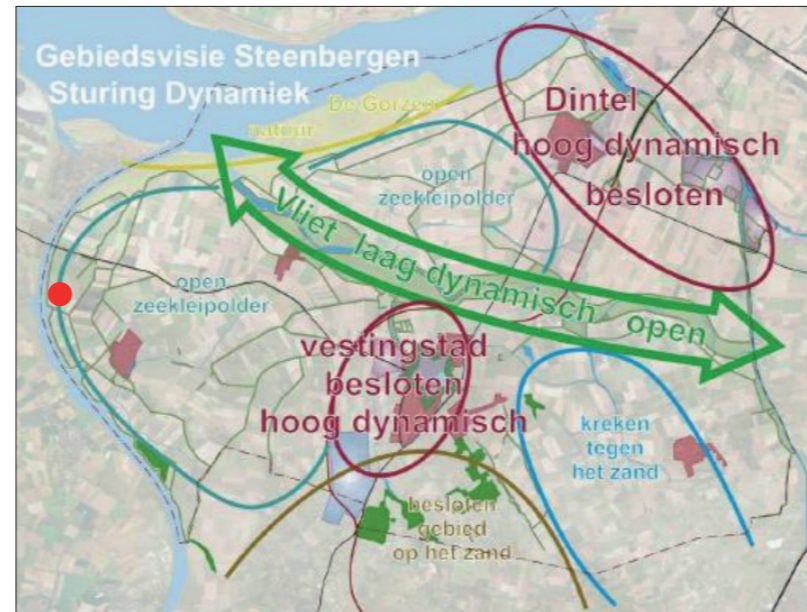 Gebiedsvisie Steenbergen
Sturing Dynamiek
De Gorzen
natuur
Dintel
hoog dynamisch
besloten
open
zeekleipolder
Vliet laag dynamisch open
open
zeekleipolder
vestingstad
besloten
hoog dynamisch
kreken
tegen
het zand
besloten
gebied
op het zand